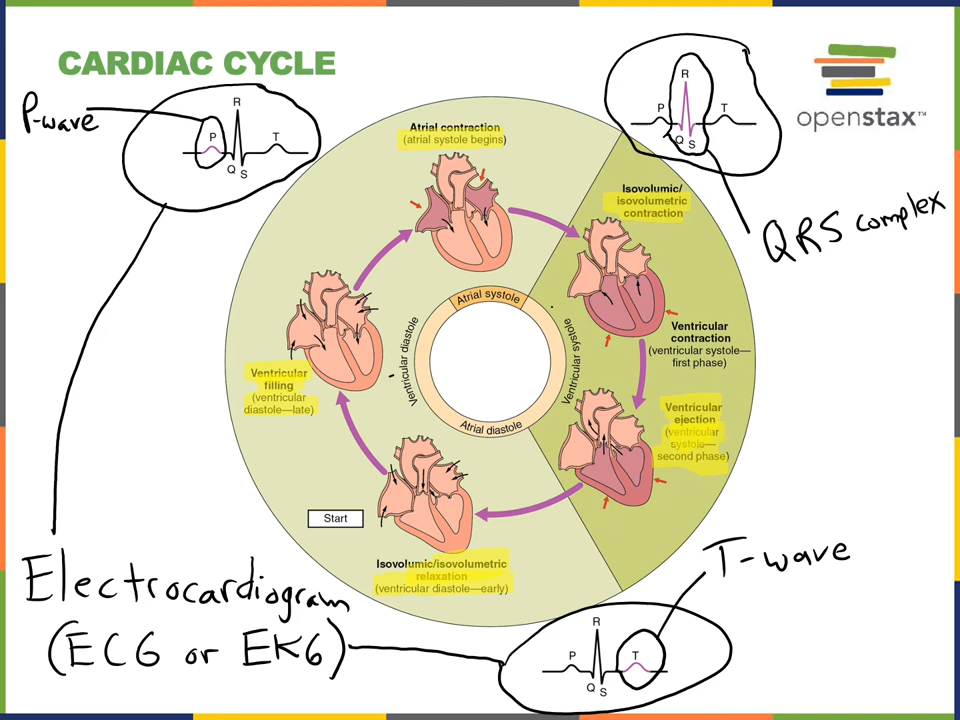 CARDIAC CYCLE
openstax™
P-wave
R
P
T
Q
S
R
P
T
Q
S
QRS complex
Atrial contraction
(atrial systole begins)
Isovolumic/
isovolumetric
contraction
Ventricular
contraction
(ventricular systole—
first phase)
Ventricular
ejection
(ventricular
systole—
second phase)
Isovolumic/isovolumetric
relaxation
(ventricular diastole—early)
Start
Ventricular
filling
(ventricular
diastole—late)
Atrial systole
Ventricular systole
Atrial diastole
Ventricular diastole
T-wave
Electrocardiogram
(ECG or EKG)
R
P
T
Q
S